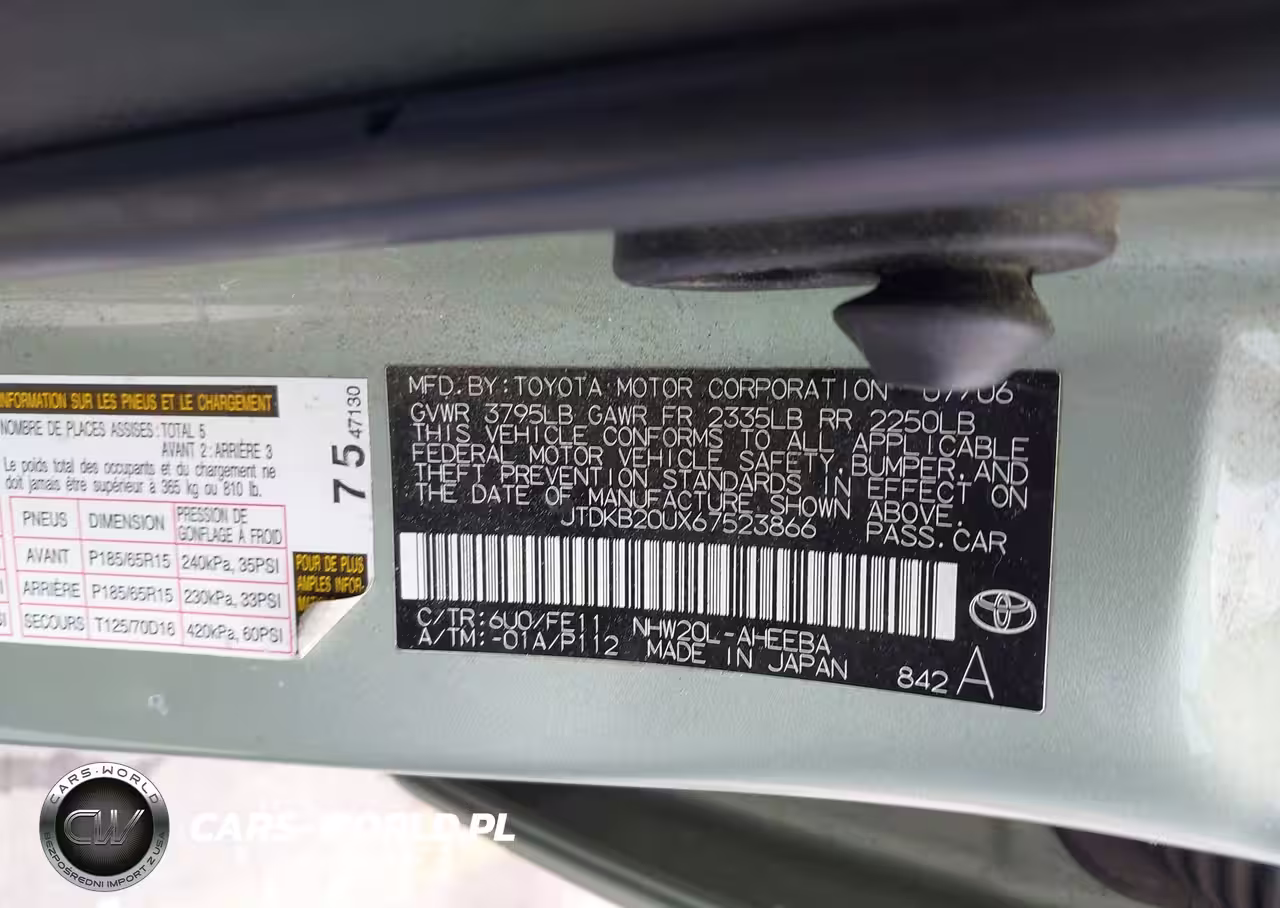 INFORMATION SUR LES PNEUS ET LE CHARGEMENT
NOMBRE DE PLACES ASSISES: TOTAL 5
AVANT 2: ARRIÈRE 3
Le poids total des occupants et du chargement ne
doit jamais être supérieur à 365 kg ou 810 lb.
PNEUS DIMENSION PRESSION DE GONFLAGE À FROID
AVANT P185/65R15 240kPa, 35PSI
ARRIÈRE P185/65R15 230kPa, 33PSI
SECOURS T125/70D16 420kPa, 60PSI
POUR DE PLUS
AMPLES INFOR-
75
47130
MFD. BY: TOYOTA MOTOR CORPORATION
GVWR 3795LB GAWR FR 2335LB RR 2250LB
THIS VEHICLE CONFORMS TO ALL APPLICABLE
FEDERAL MOTOR VEHICLE SAFETY, BUMPER, AND
THEFT PREVENTION STANDARDS IN EFFECT ON
THE DATE OF MANUFACTURE SHOWN ABOVE.
JTDKB20UX67523866 PASS. CAR
C/TR: 6U0/FE11 NHW20L-AHEEBA
A/TM: -01A/P112 MADE IN JAPAN
842 A
CARS-WORLD
CW
BEZPOŚREDNI IMPORT Z USA
CARS-WORLD.PL